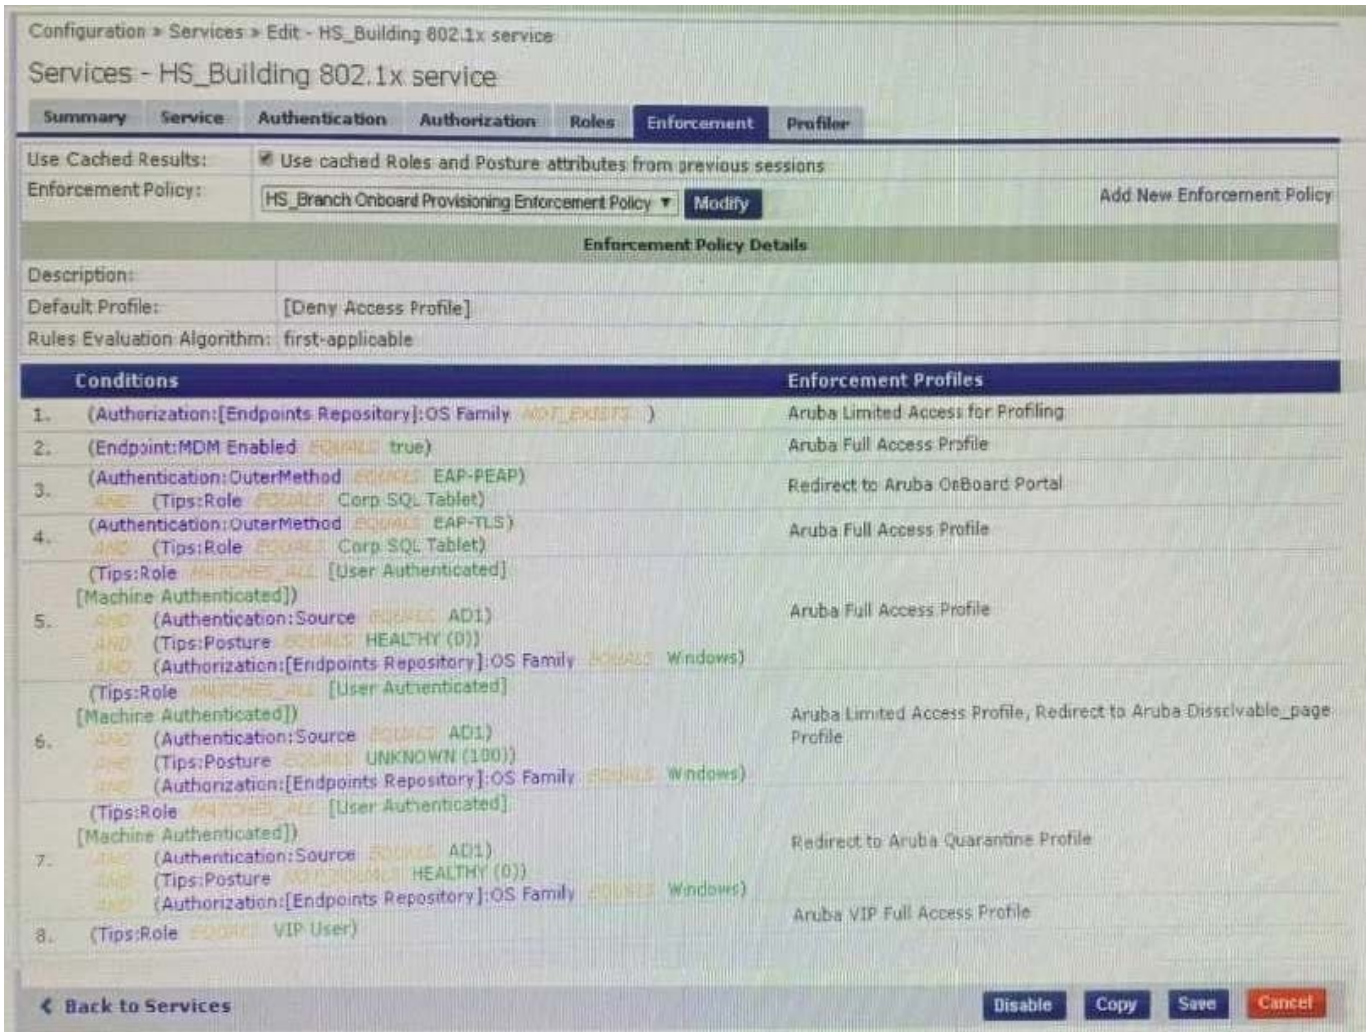 Configuration » Services » Edit - HS_Building 802.1x service
Services - HS_Building 802.1x service
Summary Service Authentication Authorization Roles Enforcement Profiler
Use Cached Results: Use cached Roles and Posture attributes from previous sessions
Enforcement Policy: HS_Branch Onboard Provisioning Enforcement Policy Modify Add New Enforcement Policy
Enforcement Policy Details
Description:
Default Profile: [Deny Access Profile]
Rules Evaluation Algorithm: first-applicable
Conditions Enforcement Profiles
1. (Authorization:[Endpoints Repository]:OS Family NOT_EXISTS ) Aruba Limited Access for Profiling
2. (Endpoint:MDM Enabled EQUALS true) Aruba Full Access Profile
(Authentication:OuterMethod EQUALS EAP-PEAP)
3. AND (Tips:Role EQUALS Corp SQL Tablet) Redirect to Aruba OnBoard Portal
(Authentication:OuterMethod EQUALS EAP-TLS)
4. AND (Tips:Role EQUALS Corp SQL Tablet) Aruba Full Access Profile
(Tips:Role MATCHES_ALL [User Authenticated]
[Machine Authenticated])
5. AND (Authentication:Source EQUALS AD1) Aruba Full Access Profile
AND (Tips:Posture EQUALS HEALTHY (0))
AND (Authorization:[Endpoints Repository]:OS Family EQUALS Windows)
(Tips:Role MATCHES_ALL [User Authenticated]
[Machine Authenticated])
6. AND (Authentication:Source EQUALS AD1) Aruba Limited Access Profile, Redirect to Aruba Dissolvable_page
Profile
AND (Tips:Posture EQUALS UNKNOWN (100))
AND (Authorization:[Endpoints Repository]:OS Family EQUALS Windows)
(Tips:Role MATCHES_ALL [User Authenticated]
[Machine Authenticated])
7. AND (Authentication:Source EQUALS AD1) Redirect to Aruba Quarantine Profile
AND (Tips:Posture NOT_EQUALS HEALTHY (0))
AND (Authorization:[Endpoints Repository]:OS Family EQUALS Windows)
8. (Tips:Role EQUALS VIP User) Aruba VIP Full Access Profile
Back to Services Disable Copy Save Cancel